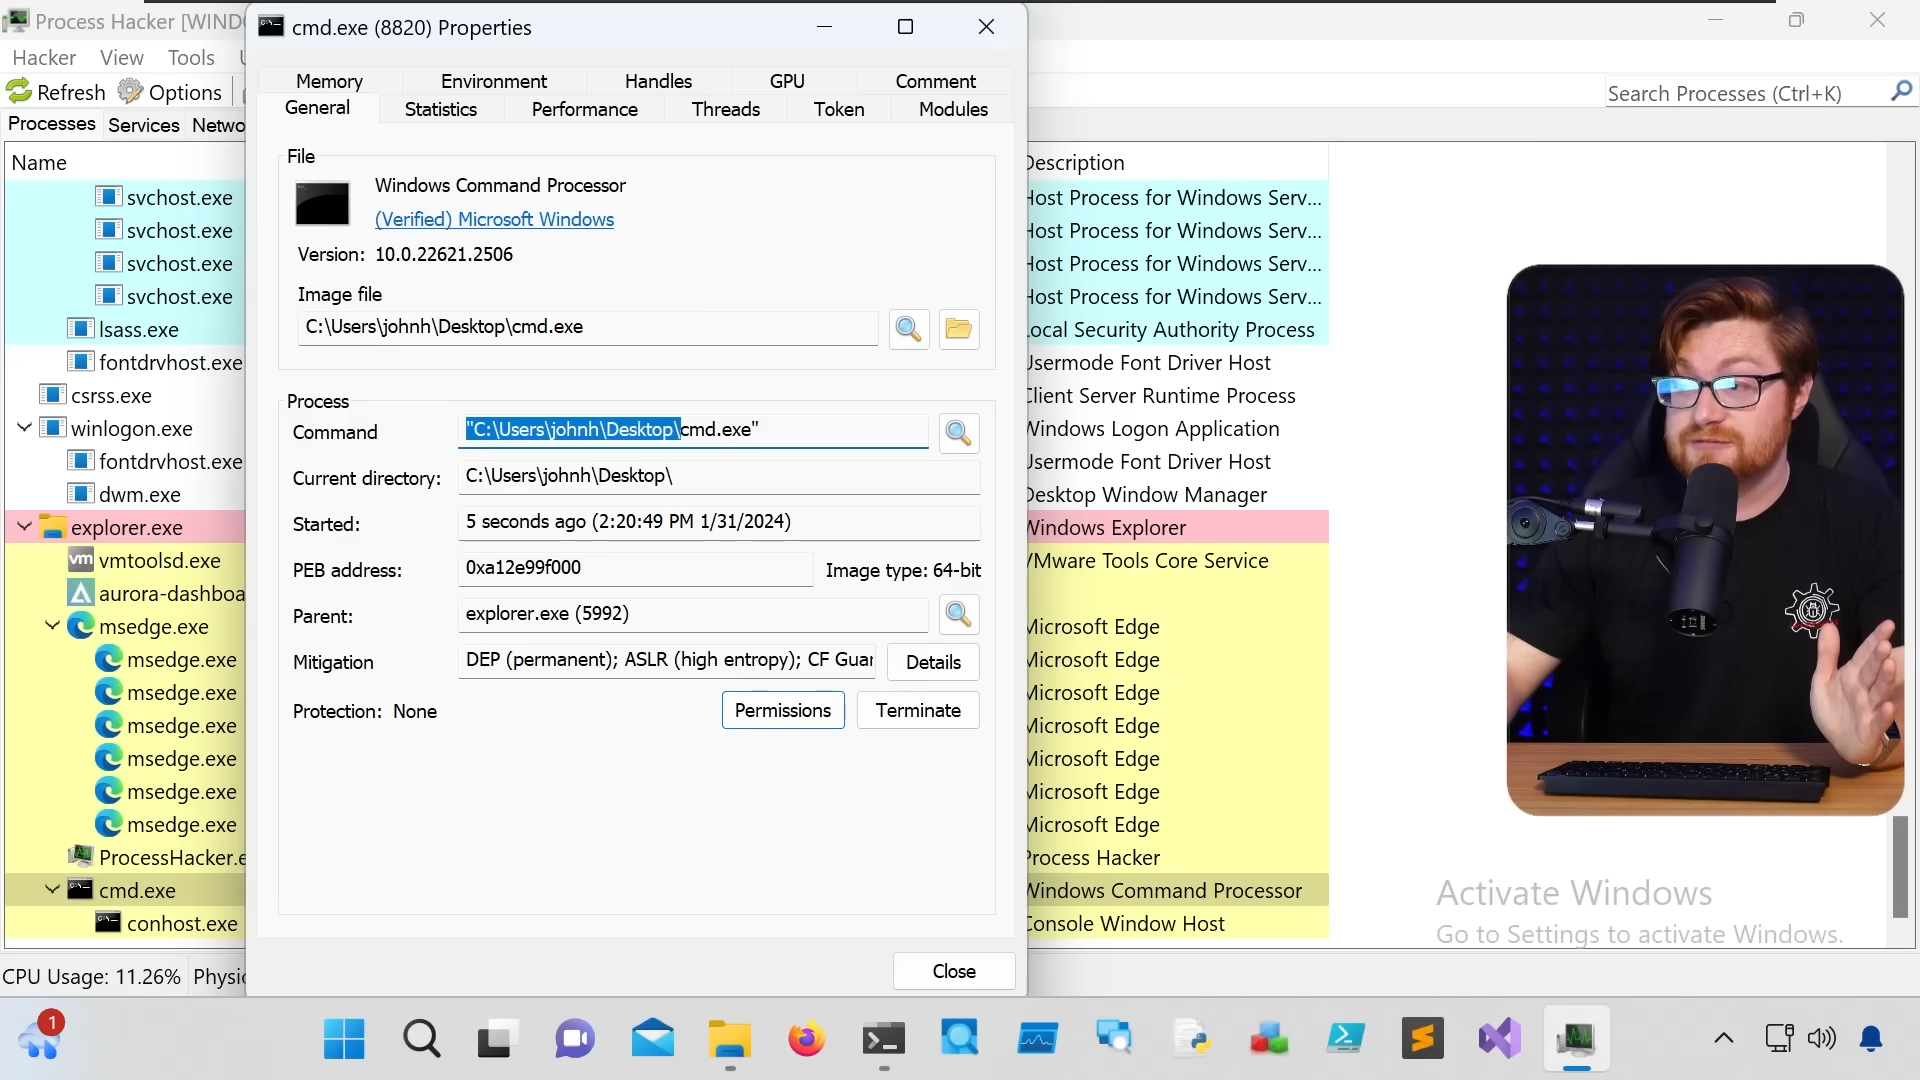 Process Hacker [WIND
cmd.exe (8820) Properties
Hacker View Tools
Refresh Options
Search Processes (Ctrl+K)
Processes Services Netwo
Memory Environment Handles GPU Comment
General Statistics Performance Threads Token Modules
Name
Description
svchost.exe
Host Process for Windows Serv...
svchost.exe
Host Process for Windows Serv...
svchost.exe
Host Process for Windows Serv...
svchost.exe
Host Process for Windows Serv...
lsass.exe
Local Security Authority Process
fontdrvhost.exe
Usermode Font Driver Host
csrss.exe
Client Server Runtime Process
winlogon.exe
Windows Logon Application
fontdrvhost.exe
Usermode Font Driver Host
dwm.exe
Desktop Window Manager
explorer.exe
Windows Explorer
vm vmtoolsd.exe
VMware Tools Core Service
aurora-dashboa
msedge.exe
Microsoft Edge
msedge.exe
Microsoft Edge
msedge.exe
Microsoft Edge
msedge.exe
Microsoft Edge
msedge.exe
Microsoft Edge
msedge.exe
Microsoft Edge
msedge.exe
Microsoft Edge
ProcessHacker.e
Process Hacker
cmd.exe
Windows Command Processor
conhost.exe
Console Window Host
File
Windows Command Processor
(Verified) Microsoft Windows
Version: 10.0.22621.2506
Image file
C:\Users\johnh\Desktop\cmd.exe
Process
Command "C:\Users\johnh\Desktop\cmd.exe"
Current directory: C:\Users\johnh\Desktop\
Started: 5 seconds ago (2:20:49 PM 1/31/2024)
PEB address: 0xa12e99f000 Image type: 64-bit
Parent: explorer.exe (5992)
Mitigation DEP (permanent); ASLR (high entropy); CF Guar Details
Protection: None Permissions Terminate
Close
Activate Windows
Go to Settings to activate Windows.
CPU Usage: 11.26% Physic
1